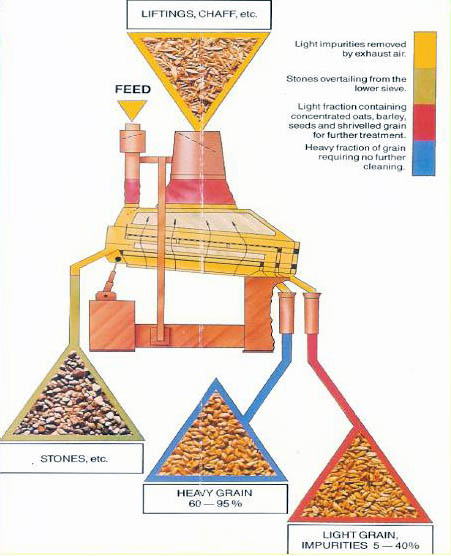 LIFTINGS, CHAFF, etc.
FEED
Light impurities removed
by exhaust air.
Stones overtailing from the
lower sieve.
Light fraction containing
concentrated oats, barley,
seeds and shrivelled grain
for further treatment.
Heavy fraction of grain
requiring no further
cleaning.
STONES, etc.
HEAVY GRAIN
60 — 95 %
LIGHT GRAIN,
IMPURITIES 5 — 40%